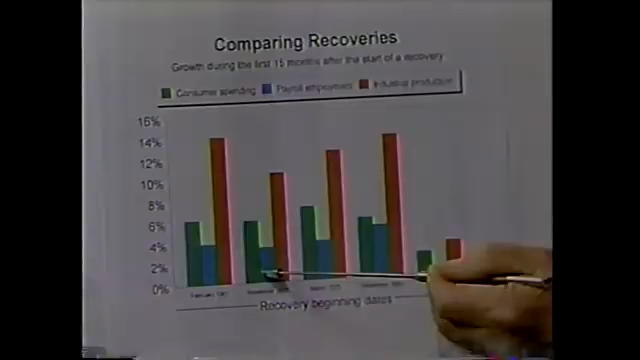 Comparing Recoveries
Growth during the first 15 months after the start of a recovery
Consumer spending Payroll employment Industrial production
16%
14%
12%
10%
8%
6%
4%
2%
0%
Recovery beginning dates